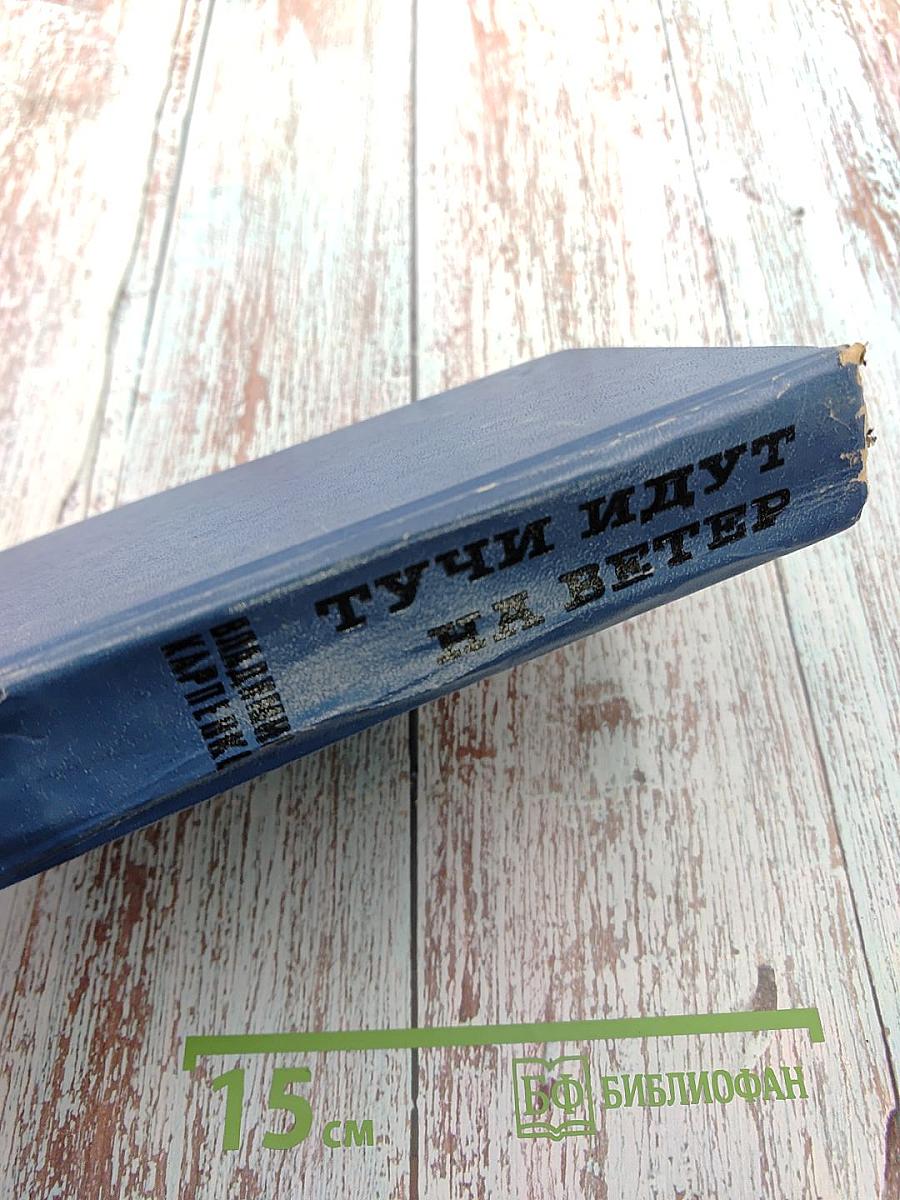 ТУЧИ ИДУТ
НА ВЕТЕР
ВЛАДИМИР
КАРПЕНКО
15 см
БФ БИБЛИОФАН